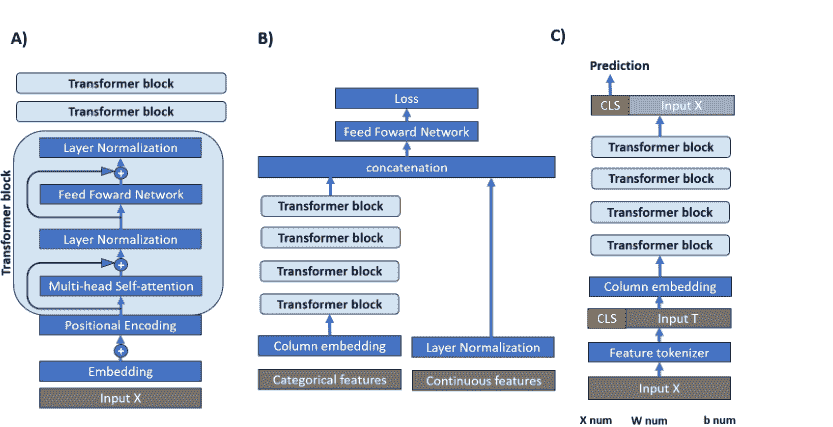 A)
Transformer block
Transformer block
Transformer block
Layer Normalization
Feed Foward Network
Layer Normalization
Multi-head Self-attention
Positional Encoding
Embedding
Input X
B)
Loss
Feed Foward Network
concatenation
Transformer block
Transformer block
Transformer block
Transformer block
Column embedding
Layer Normalization
Categorical features
Continuous features
C)
Prediction
CLS Input X
Transformer block
Transformer block
Transformer block
Transformer block
Column embedding
CLS Input T
Feature tokenizer
Input X
X num W num b num